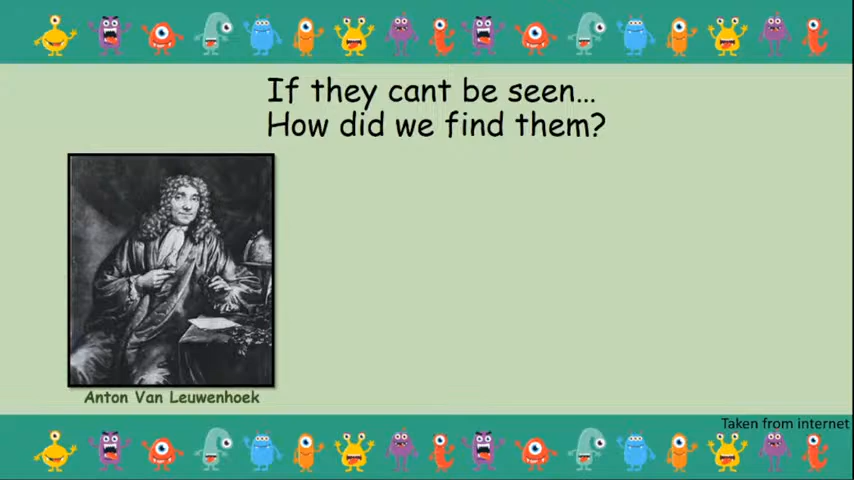 If they cant be seen…
How did we find them?
Anton Van Leuwenhoek
Taken from internet